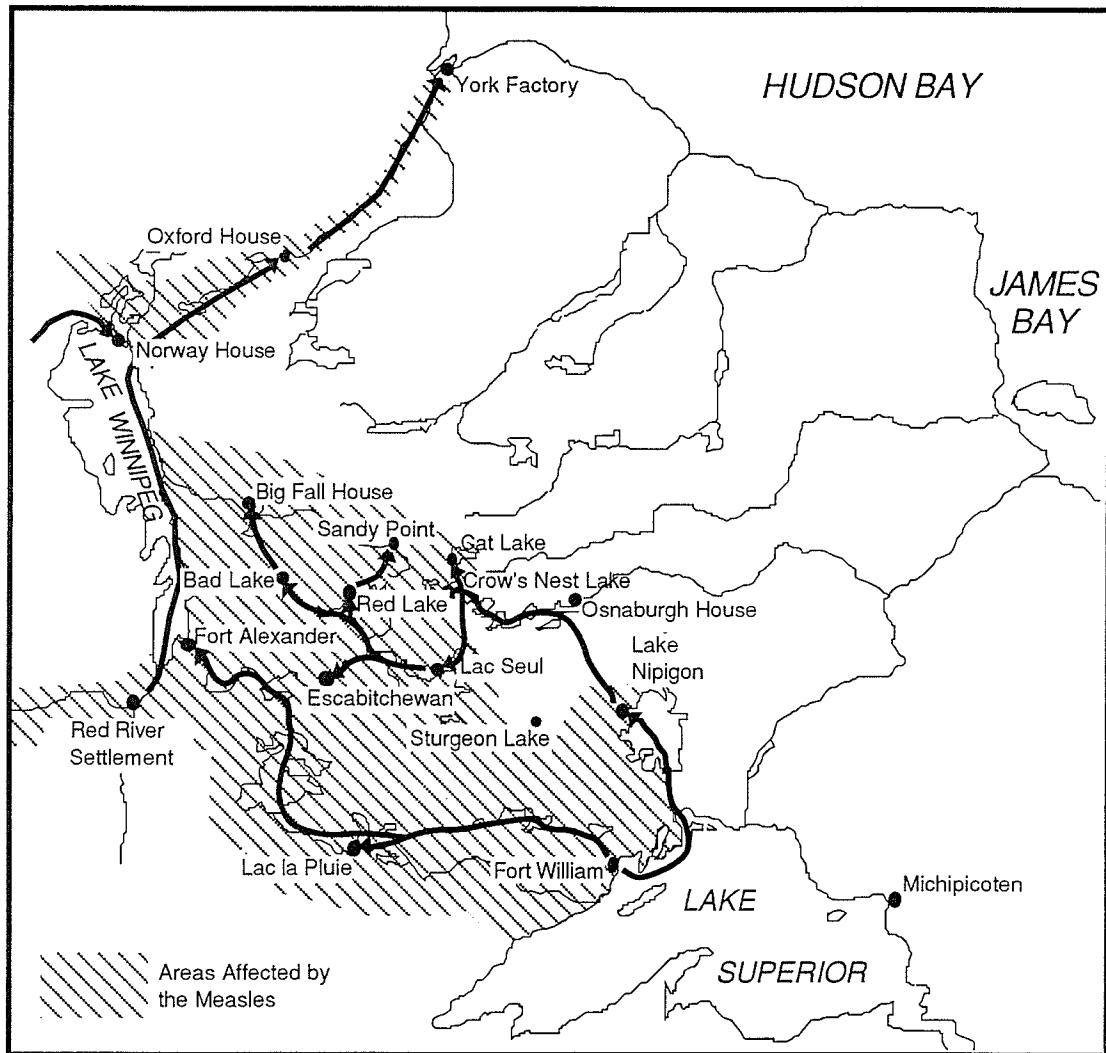 York Factory
HUDSON BAY
Oxford House
JAMES
BAY
Norway House
LAKE WINNIPEG
Big Fall House
Sandy Point
Cat Lake
Crow's Nest Lake
Bad Lake
Red Lake
Osnaburgh House
Fort Alexander
Lake
Nipigon
Lac Seul
Escabitchewan
Sturgeon Lake
Red River
Settlement
Lac la Pluie
Fort William
Michipicoten
LAKE
SUPERIOR
Areas Affected by
the Measles